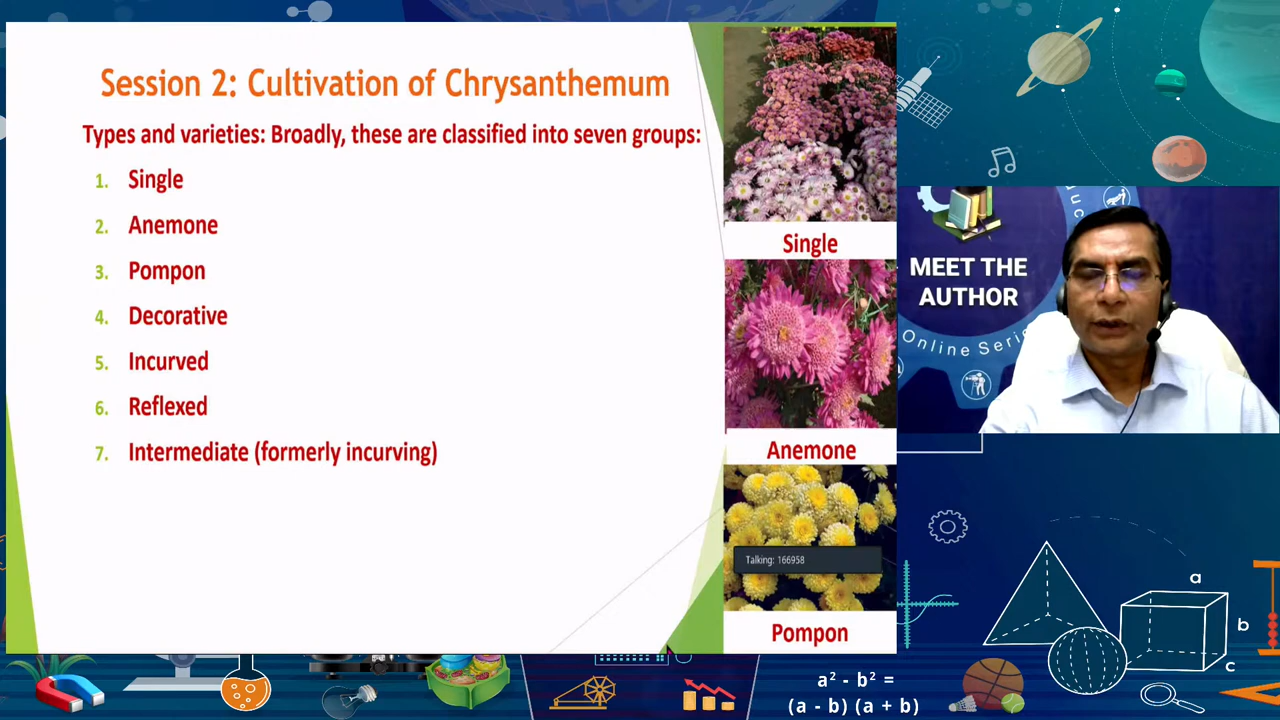 Session 2: Cultivation of Chrysanthemum
Types and varieties: Broadly, these are classified into seven groups:
1. Single
2. Anemone
3. Pompon
4. Decorative
5. Incurved
6. Reflexed
7. Intermediate (formerly incurving)
Single
Anemone
Talking: 166958
Pompon
MEET THE
AUTHOR
Online Seri
a
b
c
a² - b² =
(a - b) (a + b)